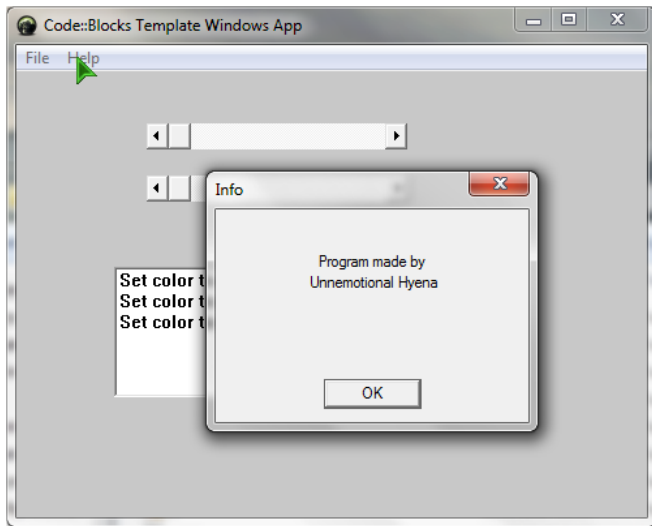 Code::Blocks Template Windows App
File Help
Info
Program made by
Unnemotional Hyena
Set color t
Set color t
Set color t
OK